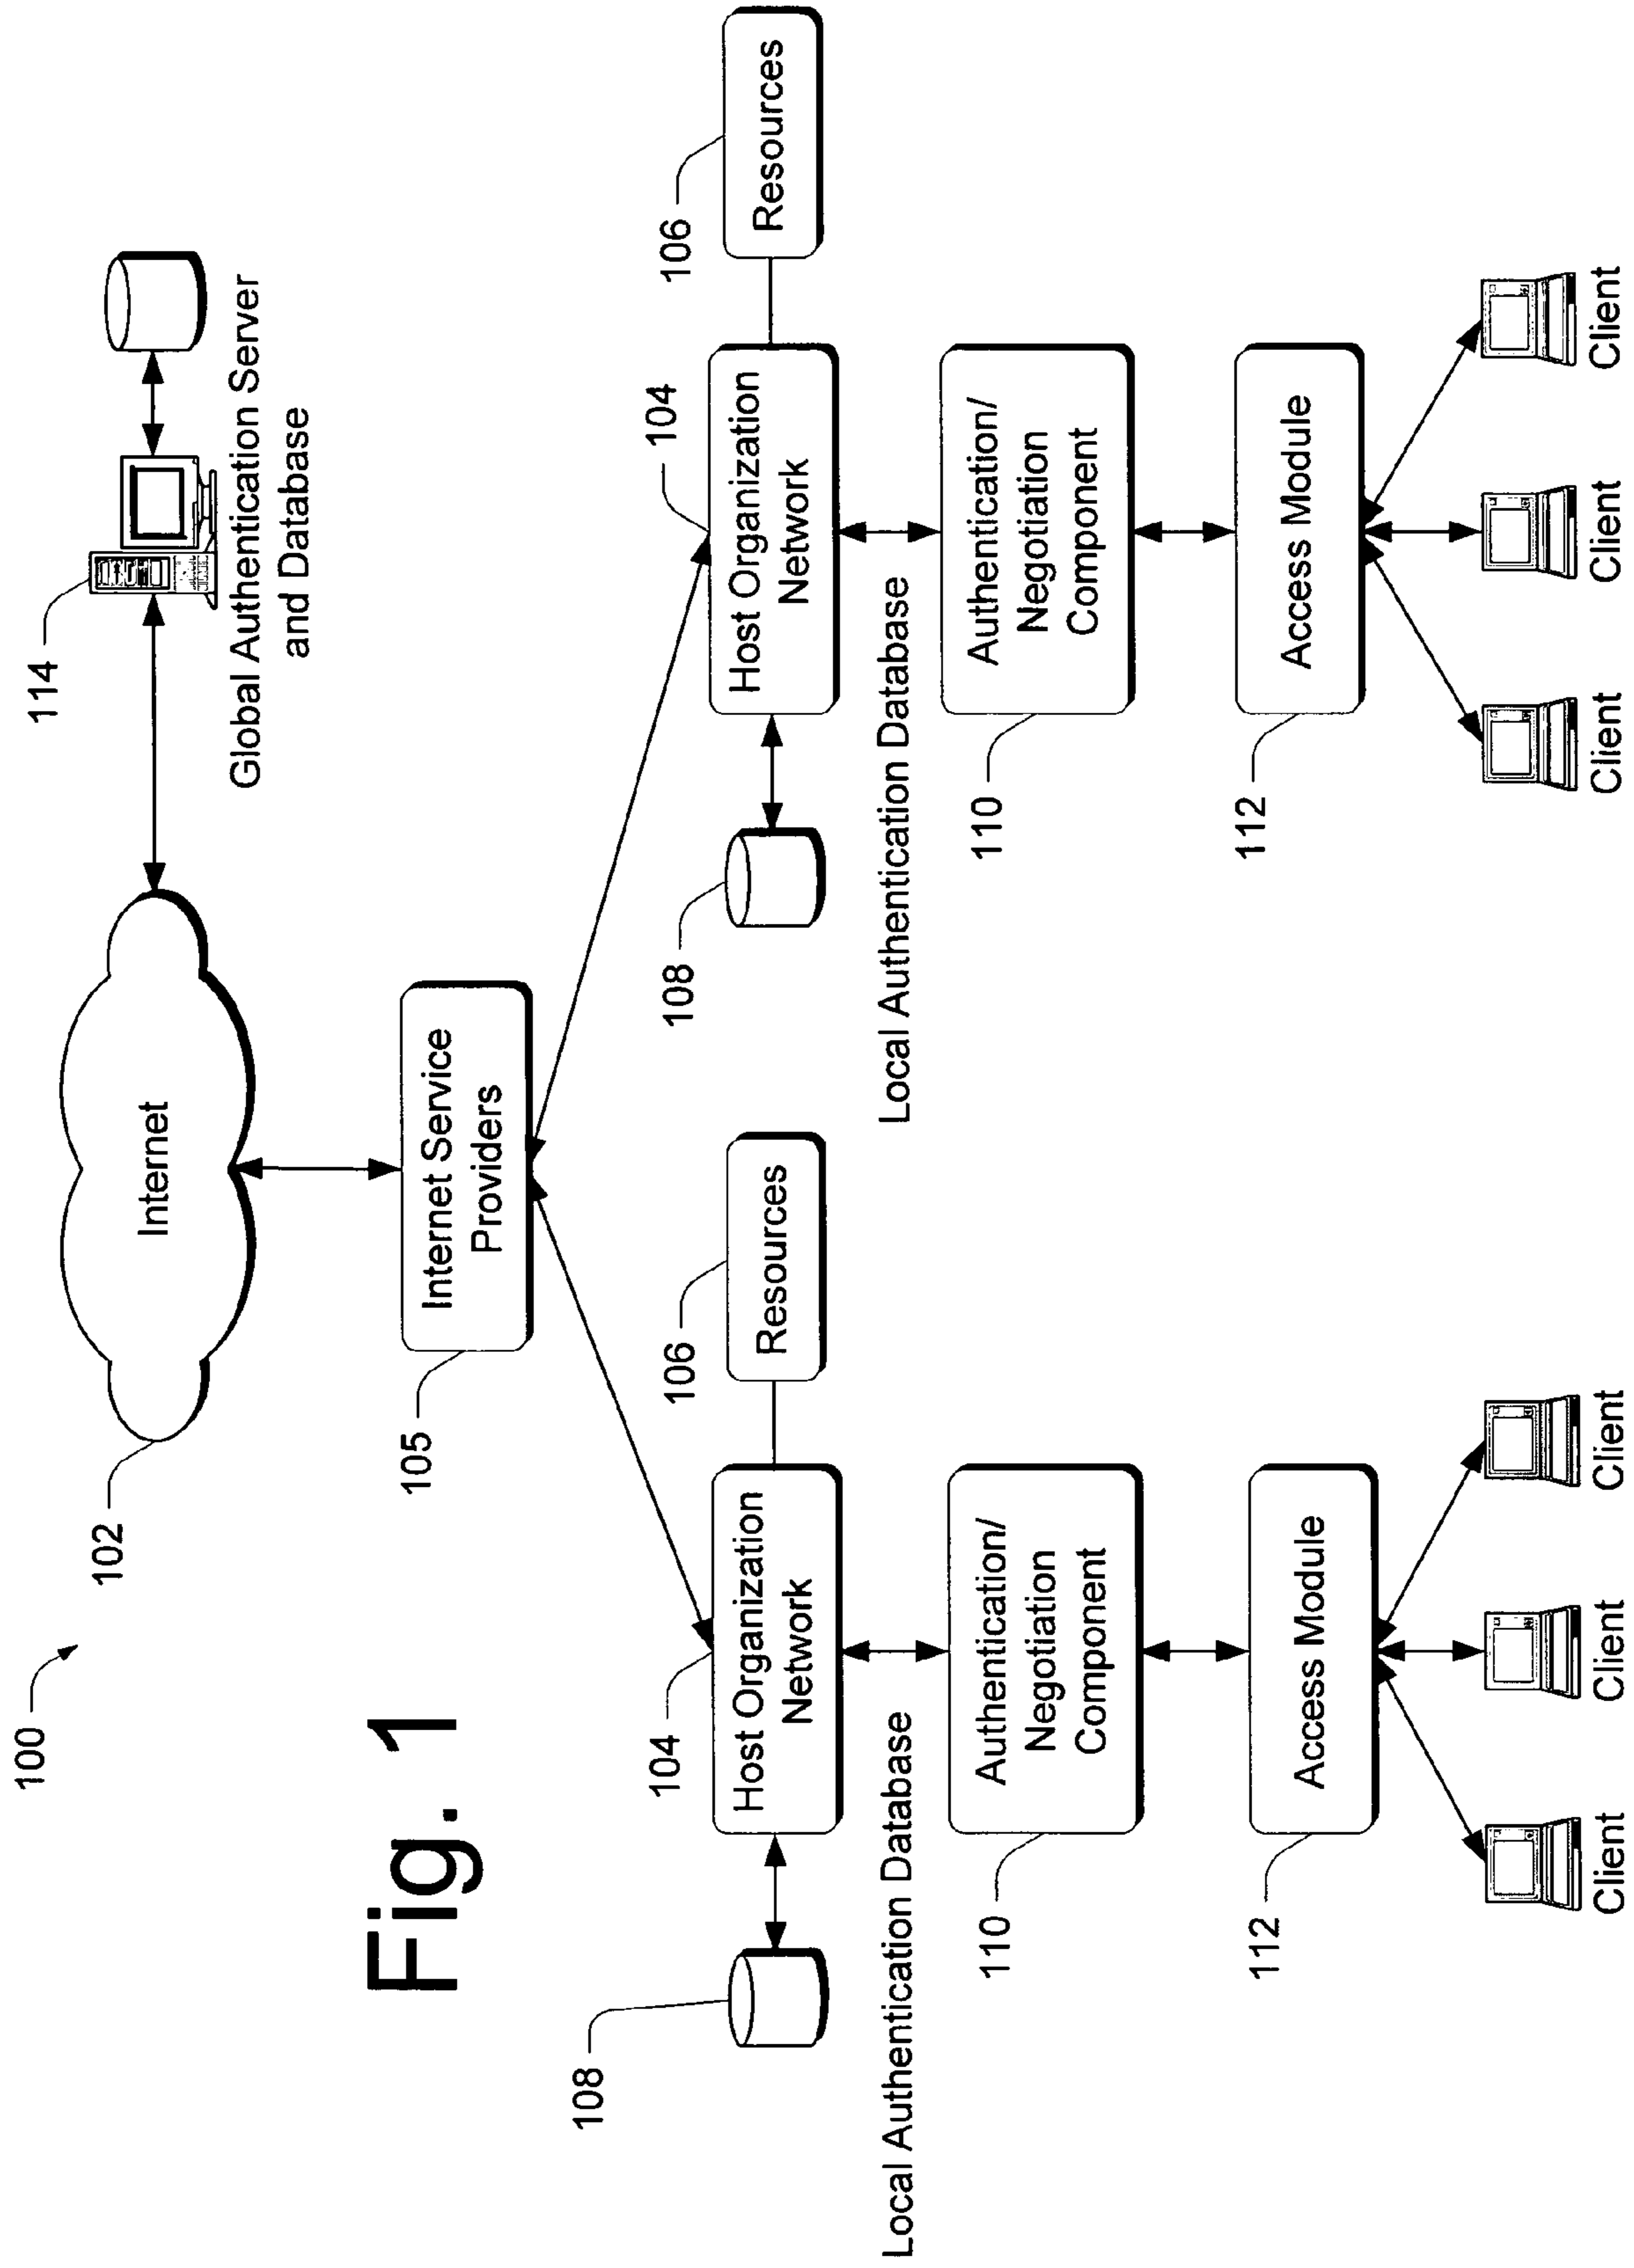 100
Fig. 1
102
Internet
114
Global Authentication Server
and Database
105
Internet Service
Providers
104
Host Organization
Network
106
Resources
108
Local Authentication Database
110
Authentication/
Negotiation
Component
112
Access Module
Client
Client
Client
104
Host Organization
Network
106
Resources
108
Local Authentication Database
110
Authentication/
Negotiation
Component
112
Access Module
Client
Client
Client